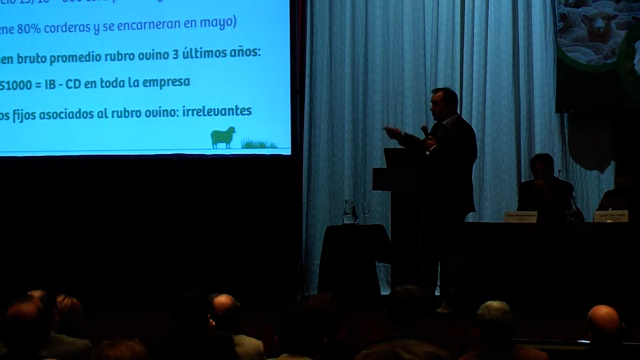 ene 80% corderas y se encarneran en mayo)
en bruto promedio rubro ovino 3 últimos años:
51000 = IB - CD en toda la empresa
os fijos asociados al rubro ovino: irrelevantes